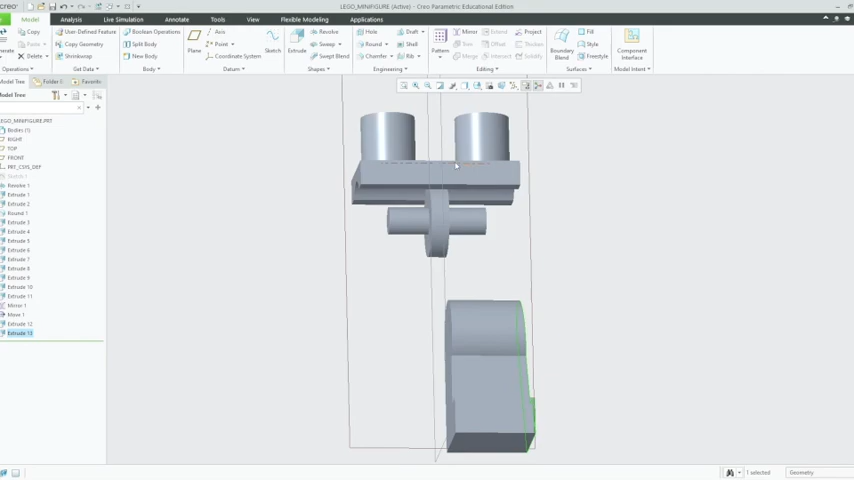 creo
LEGO_MINIFIGURE (Active) - Creo Parametric Educational Edition
Model Analysis Live Simulation Annotate Tools View Flexible Modeling Applications
Copy User-Defined Feature Boolean Operations Axis Revolve Hole Draft Mirror Extend Project Fill
Paste Copy Geometry Split Body Plane Point Sketch Extrude Sweep Round Shell Pattern Trim Offset Thicken Boundary Blend Style Component Interface
Delete Shrinkwrap New Body Coordinate System Swept Blend Chamfer Rib Merge Intersect Solidify Freestyle
Operations Get Data Body Datum Shapes Engineering Editing Surfaces Model Intent
Model Tree Folder Favorite
Model Tree
LEGO_MINIFIGURE.PRT
Bodies (1)
RIGHT
TOP
FRONT
PRT_CSYS_DEF
Sketch 1
Revolve 1
Extrude 1
Extrude 2
Round 1
Extrude 3
Extrude 4
Extrude 5
Extrude 6
Extrude 7
Extrude 8
Extrude 9
Extrude 10
Extrude 11
Mirror 1
Move 1
Extrude 12
Extrude 13
1 selected Geometry